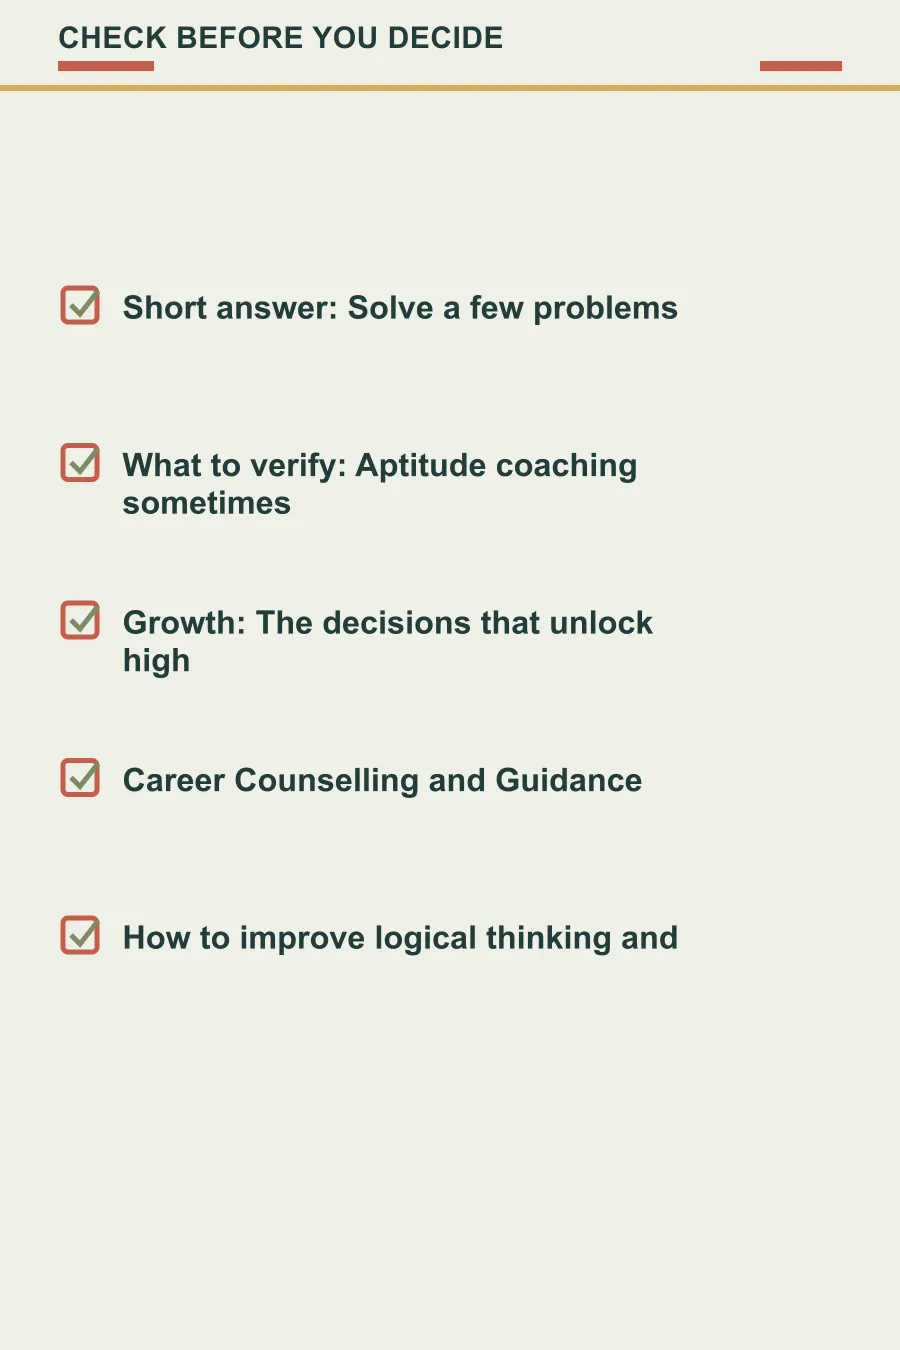 CHECK BEFORE YOU DECIDE
Short answer: Solve a few problems
What to verify: Aptitude coaching
sometimes
Growth: The decisions that unlock
high
Career Counselling and Guidance
How to improve logical thinking and